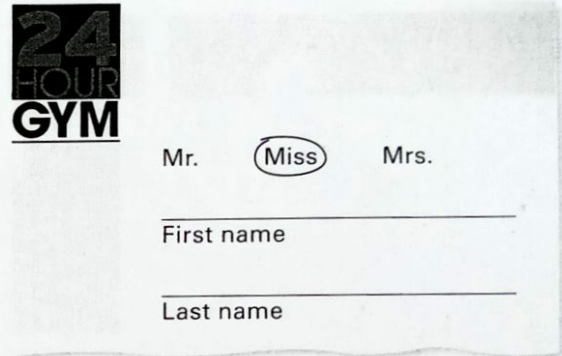 24
HOUR
GYM
Mr. Miss Mrs.
First name
Last name